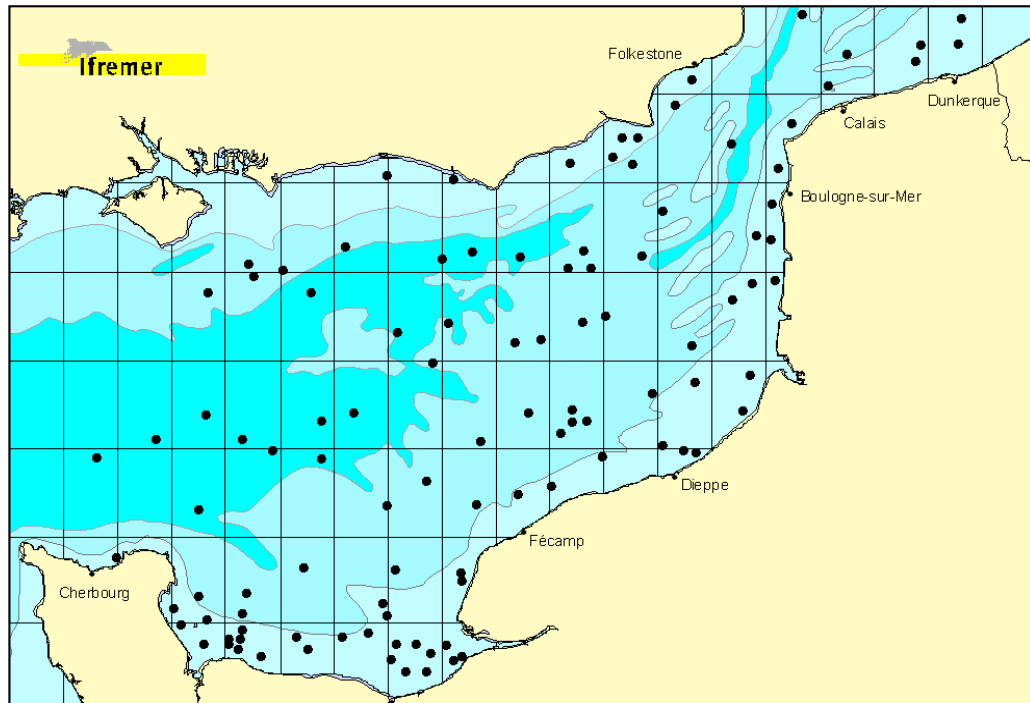 Ifremer
Folkestone
Dunkerque
Calais
Boulogne-sur-Mer
Dieppe
Fécamp
Cherbourg